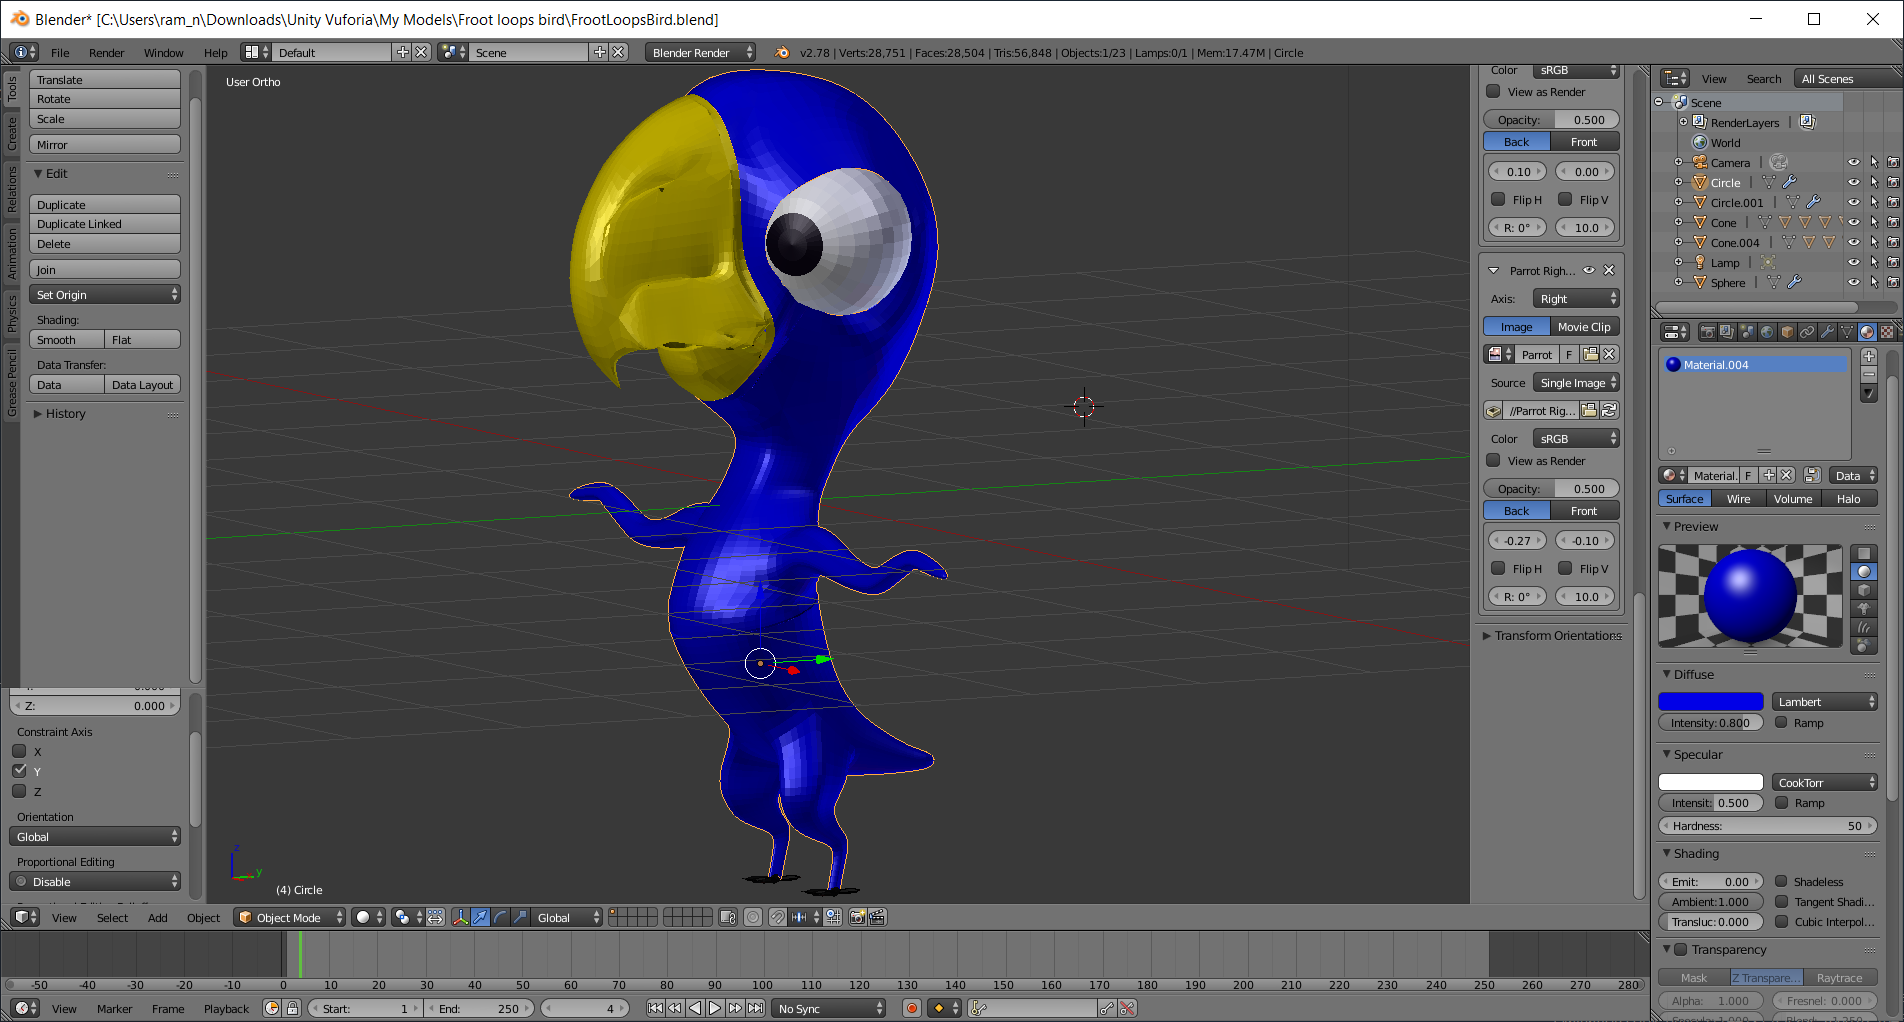 Blender* [C:\Users\ram_n\Downloads\Unity Vuforia\My Models\Froot loops bird\FrootLoopsBird.blend]
File Render Window Help Default Scene Blender Render v2.78 | Verts:28,751 | Faces:28,504 | Tris:56,848 | Objects:1/23 | Lamps:0/1 | Mem:17.47M | Circle
Tools
Create
Relations
Animation
Physics
Grease Pencil
Translate
Rotate
Scale
Mirror
Edit
Duplicate
Duplicate Linked
Delete
Join
Set Origin
Shading:
Smooth Flat
Data Transfer:
Data Data Layout
History
Z: 0.000
Constraint Axis
X
Y
Z
Orientation
Global
Proportional Editing
Disable
User Ortho
z
y
(4) Circle
Color sRGB
View as Render
Opacity: 0.500
Back Front
0.10 0.00
Flip H Flip V
R: 0° 10.0
Parrot Righ...
Axis: Right
Image Movie Clip
Parrot F
Source Single Image
//Parrot Rig...
Color sRGB
View as Render
Opacity: 0.500
Back Front
-0.27 -0.10
Flip H Flip V
R: 0° 10.0
Transform Orientations
View Search All Scenes
Scene
RenderLayers |
World
Camera |
Circle |
Circle.001 |
Cone |
Cone.004 |
Lamp |
Sphere |
Material.004
Material. F Data
Surface Wire Volume Halo
Preview
Diffuse
Lambert
Intensity: 0.800 Ramp
Specular
CookTorr
Intensit: 0.500 Ramp
Hardness: 50
Shading
Emit: 0.00 Shadeless
Ambient: 1.000 Tangent Shadi...
Transluc: 0.000 Cubic Interpol...
Transparency
Mask Z Transpare... Raytrace
Alpha: 1.000 Fresnel: 0.000
View Select Add Object Object Mode Global
-50 -40 -30 -20 -10 0 10 20 30 40 50 60 70 80 90 100 110 120 130 140 150 160 170 180 190 200 210 220 230 240 250 260 270 280
View Marker Frame Playback Start: 1 End: 250 4 No Sync